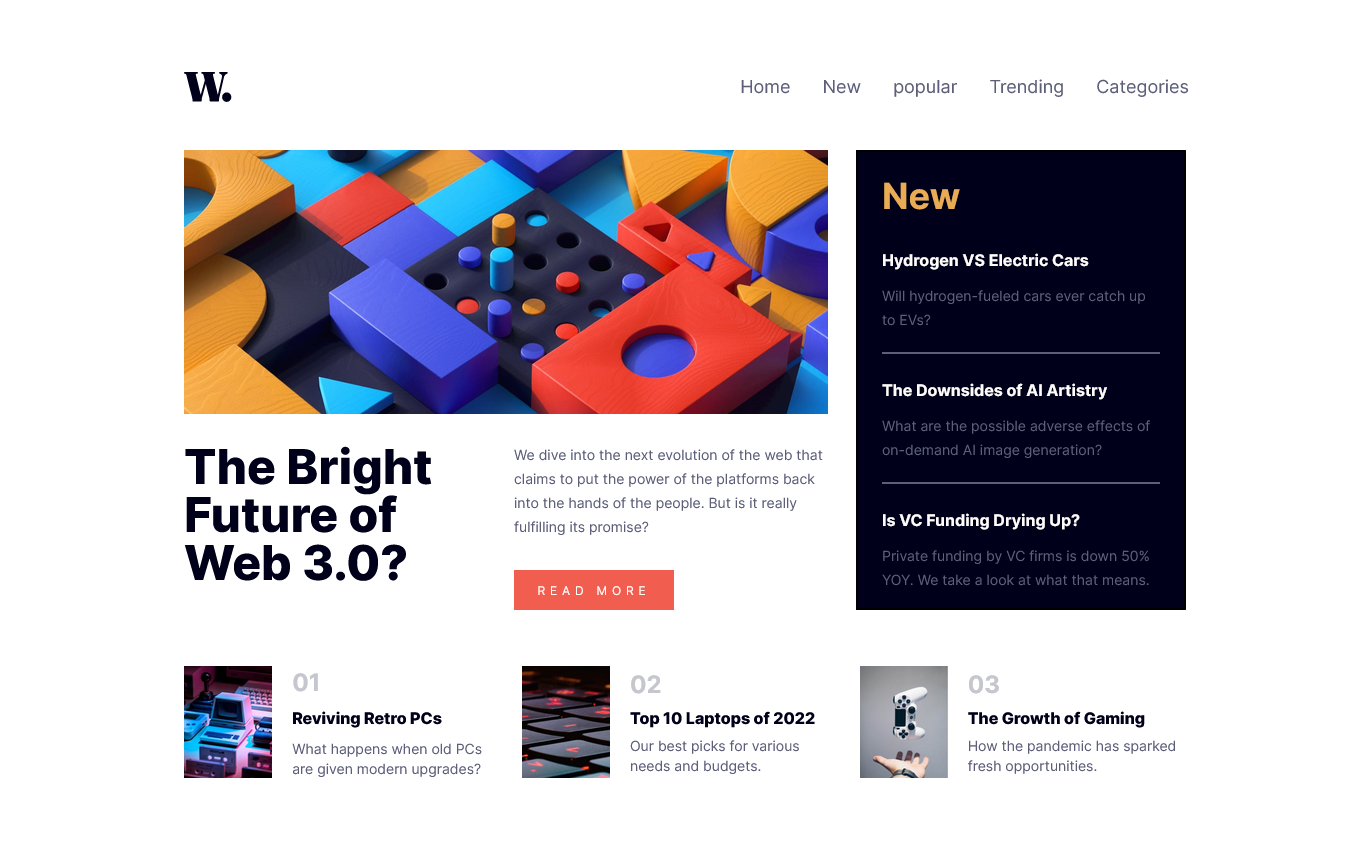 W.
Home New popular Trending Categories
The Bright
Future of
Web 3.0?
We dive into the next evolution of the web that
claims to put the power of the platforms back
into the hands of the people. But is it really
fulfilling its promise?
READ MORE
New
Hydrogen VS Electric Cars
Will hydrogen-fueled cars ever catch up
to EVs?
The Downsides of AI Artistry
What are the possible adverse effects of
on-demand AI image generation?
Is VC Funding Drying Up?
Private funding by VC firms is down 50%
YOY. We take a look at what that means.
01
Reviving Retro PCs
What happens when old PCs
are given modern upgrades?
02
Top 10 Laptops of 2022
Our best picks for various
needs and budgets.
03
The Growth of Gaming
How the pandemic has sparked
fresh opportunities.